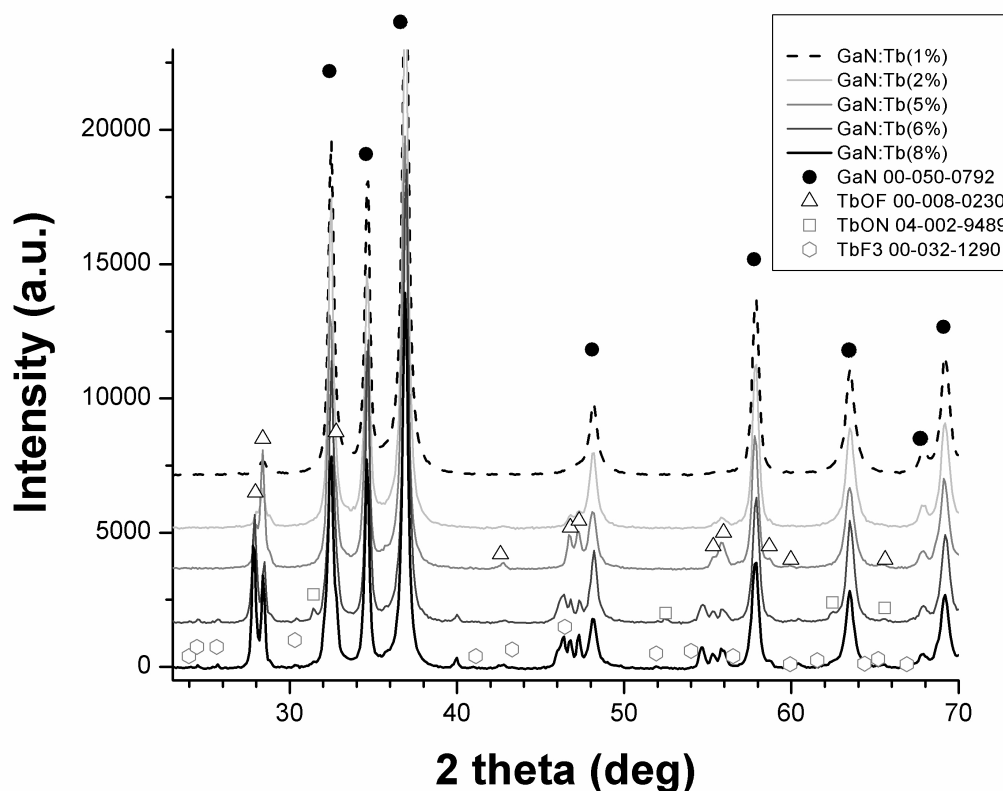 GaN:Tb(1%)
GaN:Tb(2%)
GaN:Tb(5%)
GaN:Tb(6%)
GaN:Tb(8%)
GaN 00-050-0792
TbOF 00-008-0230
TbON 04-002-9489
TbF3 00-032-1290
Intensity (a.u.)
20000
15000
10000
5000
0
30
40
50
60
70
2 theta (deg)